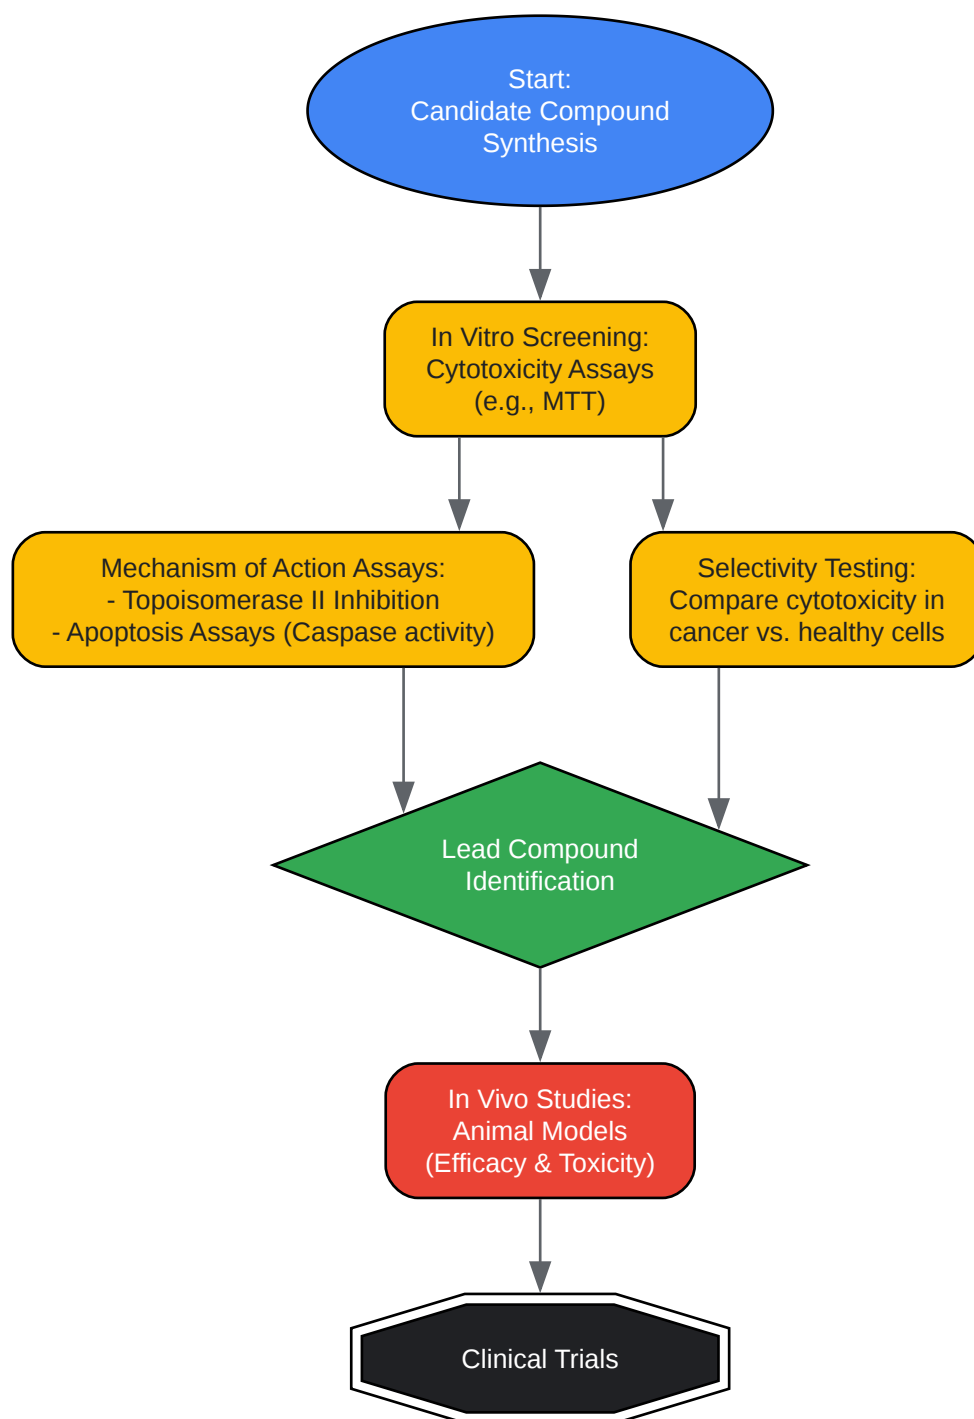 Start:
Candidate Compound
Synthesis
In Vitro Screening:
Cytotoxicity Assays
(e.g., MTT)
Mechanism of Action Assays:
- Topoisomerase II Inhibition
- Apoptosis Assays (Caspase activity)
Selectivity Testing:
Compare cytotoxicity in
cancer vs. healthy cells
Lead Compound
Identification
In Vivo Studies:
Animal Models
(Efficacy & Toxicity)
Clinical Trials